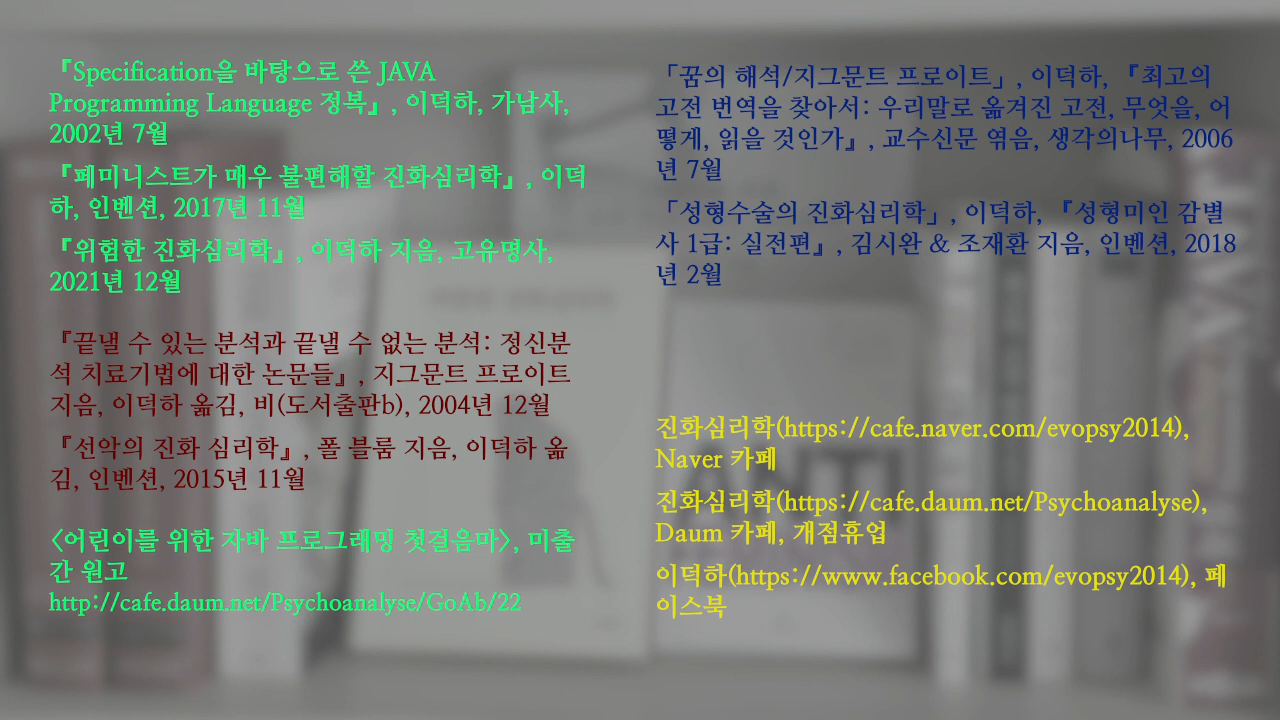 『Specification을 바탕으로 쓴 JAVA
Programming Language 정복』, 이덕하, 가남사,
2002년 7월
『페미니스트가 매우 불편해할 진화심리학』, 이덕
하, 인벤션, 2017년 11월
『위험한 진화심리학』, 이덕하 지음, 고유명사,
2021년 12월
『끝낼 수 있는 분석과 끝낼 수 없는 분석: 정신분
석 치료기법에 대한 논문들』, 지그문트 프로이트
지음, 이덕하 옮김, 비(도서출판b), 2004년 12월
『선악의 진화 심리학』, 폴 블룸 지음, 이덕하 옮
김, 인벤션, 2015년 11월
<어린이를 위한 자바 프로그래밍 첫걸음마>, 미출
간 원고
http://cafe.daum.net/Psychoanalyse/GoAb/22
「꿈의 해석/지그문트 프로이트」, 이덕하, 『최고의
고전 번역을 찾아서: 우리말로 옮겨진 고전, 무엇을, 어
떻게, 읽을 것인가』, 교수신문 엮음, 생각의나무, 2006
년 7월
「성형수술의 진화심리학」, 이덕하, 『성형미인 감별
사 1급: 실전편』, 김시완 & 조재환 지음, 인벤션, 2018
년 2월
진화심리학(https://cafe.naver.com/evopsy2014),
Naver 카페
진화심리학(https://cafe.daum.net/Psychoanalyse),
Daum 카페, 개점휴업
이덕하(https://www.facebook.com/evopsy2014), 페
이스북